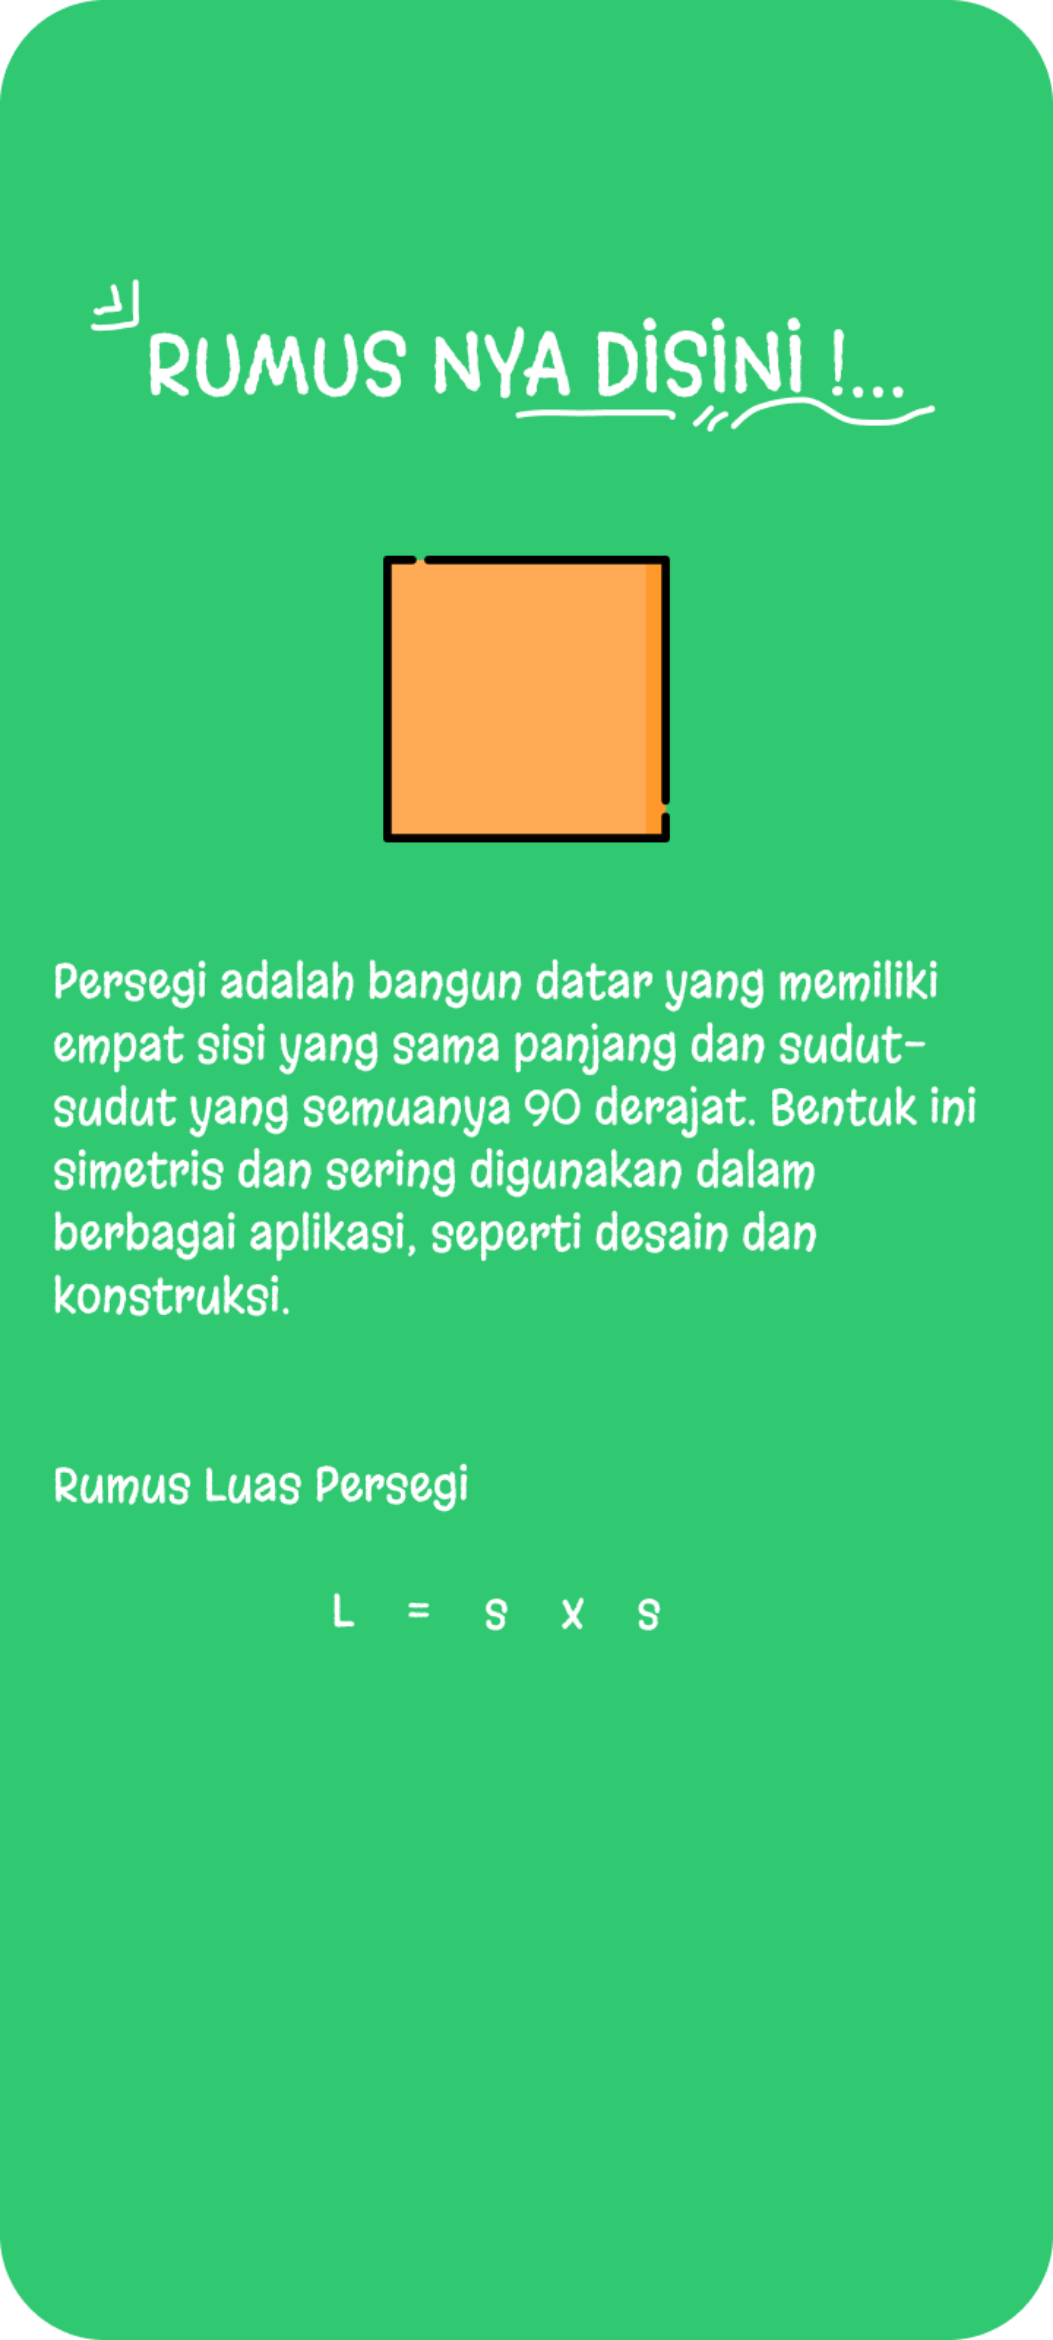 RUMUS NYA DISINI !...
Persegi adalah bangun datar yang memiliki
empat sisi yang sama panjang dan sudut-
sudut yang semuanya 90 derajat. Bentuk ini
simetris dan sering digunakan dalam
berbagai aplikasi, seperti desain dan
konstruksi.
Rumus Luas Persegi
L = s x s